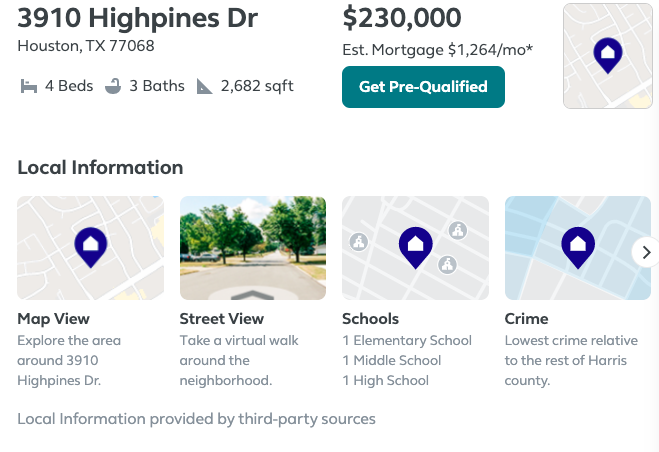 3910 Highpines Dr
Houston, TX 77068
4 Beds
3 Baths
2,682 sqft
$230,000
Est. Mortgage $1,264/mo*
Get Pre-Qualified
Local Information
Map View
Explore the area
around 3910
Highpines Dr.
Street View
Take a virtual walk
around the
neighborhood.
Schools
1 Elementary School
1 Middle School
1 High School
Crime
Lowest crime relative
to the rest of Harris
county.
Local Information provided by third-party sources